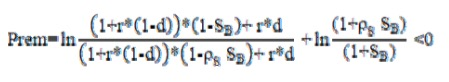 Prem=ln (1+r*(1-d))*(1-S_B)+r*d / (1+r*(1-d))*(1-ρ_S S_B)+r*d +ln (1+ρ_S S_B) / (1+S_B) <0